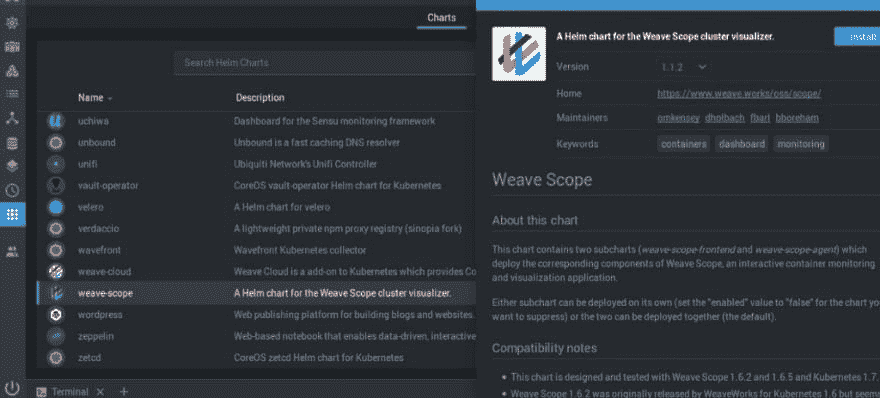 Charts
Search Helm Charts
Name Description
uchiwa Dashboard for the Sensu monitoring framework
unbound Unbound is a fast caching DNS resolver
unifi Ubiquiti Network's Unifi Controller
vault-operator CoreOS vault-operator Helm chart for Kubernetes
velero A Helm chart for velero
verdaccio A lightweight private npm proxy registry (sinopia fork)
wavefront Wavefront Kubernetes collector
weave-cloud Weave Cloud is a add-on to Kubernetes which provides Co
weave-scope A Helm chart for the Weave Scope cluster visualizer.
wordpress Web publishing platform for building blogs and websites.
zeppelin Web-based notebook that enables data-driven, interactive
zetcd CoreOS zetcd Helm chart for Kubernetes
Terminal
A Helm chart for the Weave Scope cluster visualizer.
Install
Version 1.1.2
Home https://www.weave.works/oss/scope/
Maintainers omkensey dholbach fbarl bboreham
Keywords containers dashboard monitoring
Weave Scope
About this chart
This chart contains two subcharts (weave-scope-frontend and weave-scope-agent) which
deploy the corresponding components of Weave Scope, an interactive container monitoring
and visualization application.
Either subchart can be deployed on its own (set the "enabled" value to "false" for the chart you
want to suppress) or the two can be deployed together (the default).
Compatibility notes
• This chart is designed and tested with Weave Scope 1.6.2 and 1.6.5 and Kubernetes 1.7.
• Weave Scope 1.6.2 was originally released by WeaveWorks for Kubernetes 1.6 but seems